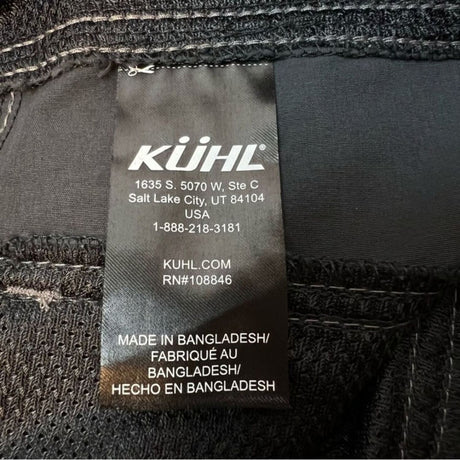 KÜHL
1635 S. 5070 W, Ste C
Salt Lake City, UT 84104
USA
1-888-218-3181
KUHL.COM
RN#108846
MADE IN BANGLADESH/
FABRIQUÉ AU
BANGLADESH/
HECHO EN BANGLADESH